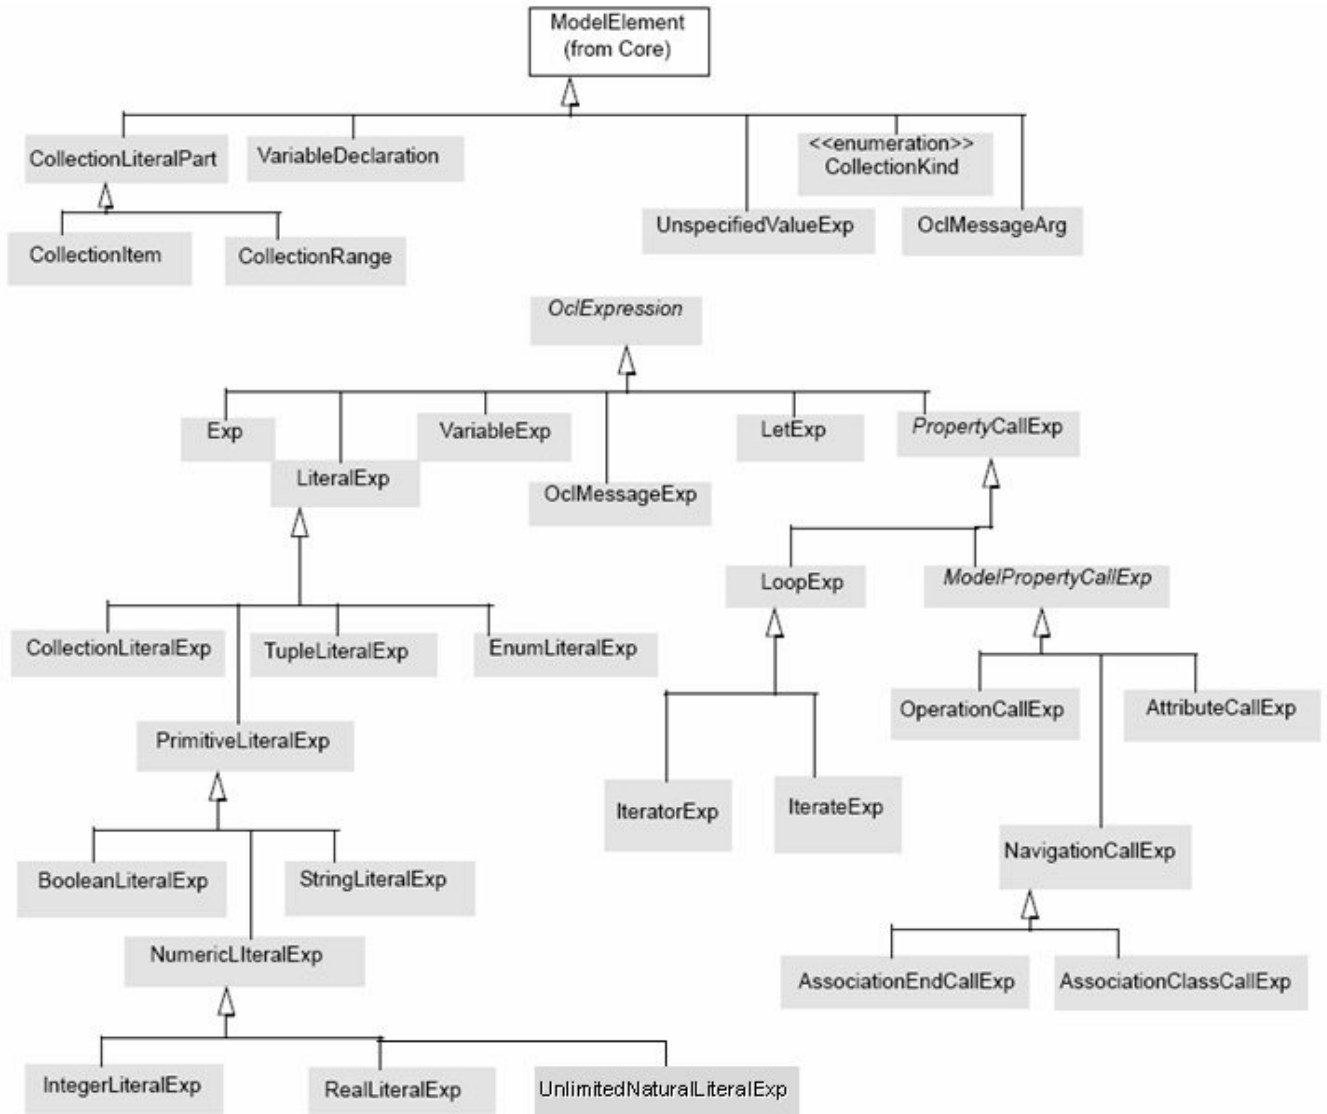 ModelElement
(from Core)
CollectionLiteralPart
VariableDeclaration
<<enumeration>>
CollectionKind
UnspecifiedValueExp
OclMessageArg
CollectionItem
CollectionRange
OclExpression
Exp
VariableExp
LetExp
PropertyCallExp
LiteralExp
OclMessageExp
LoopExp
ModelPropertyCallExp
CollectionLiteralExp
TupleLiteralExp
EnumLiteralExp
OperationCallExp
AttributeCallExp
PrimitiveLiteralExp
IteratorExp
IterateExp
NavigationCallExp
BooleanLiteralExp
StringLiteralExp
NumericLIteralExp
AssociationEndCallExp
AssociationClassCallExp
IntegerLiteralExp
RealLiteralExp
UnlimitedNaturalLiteralExp